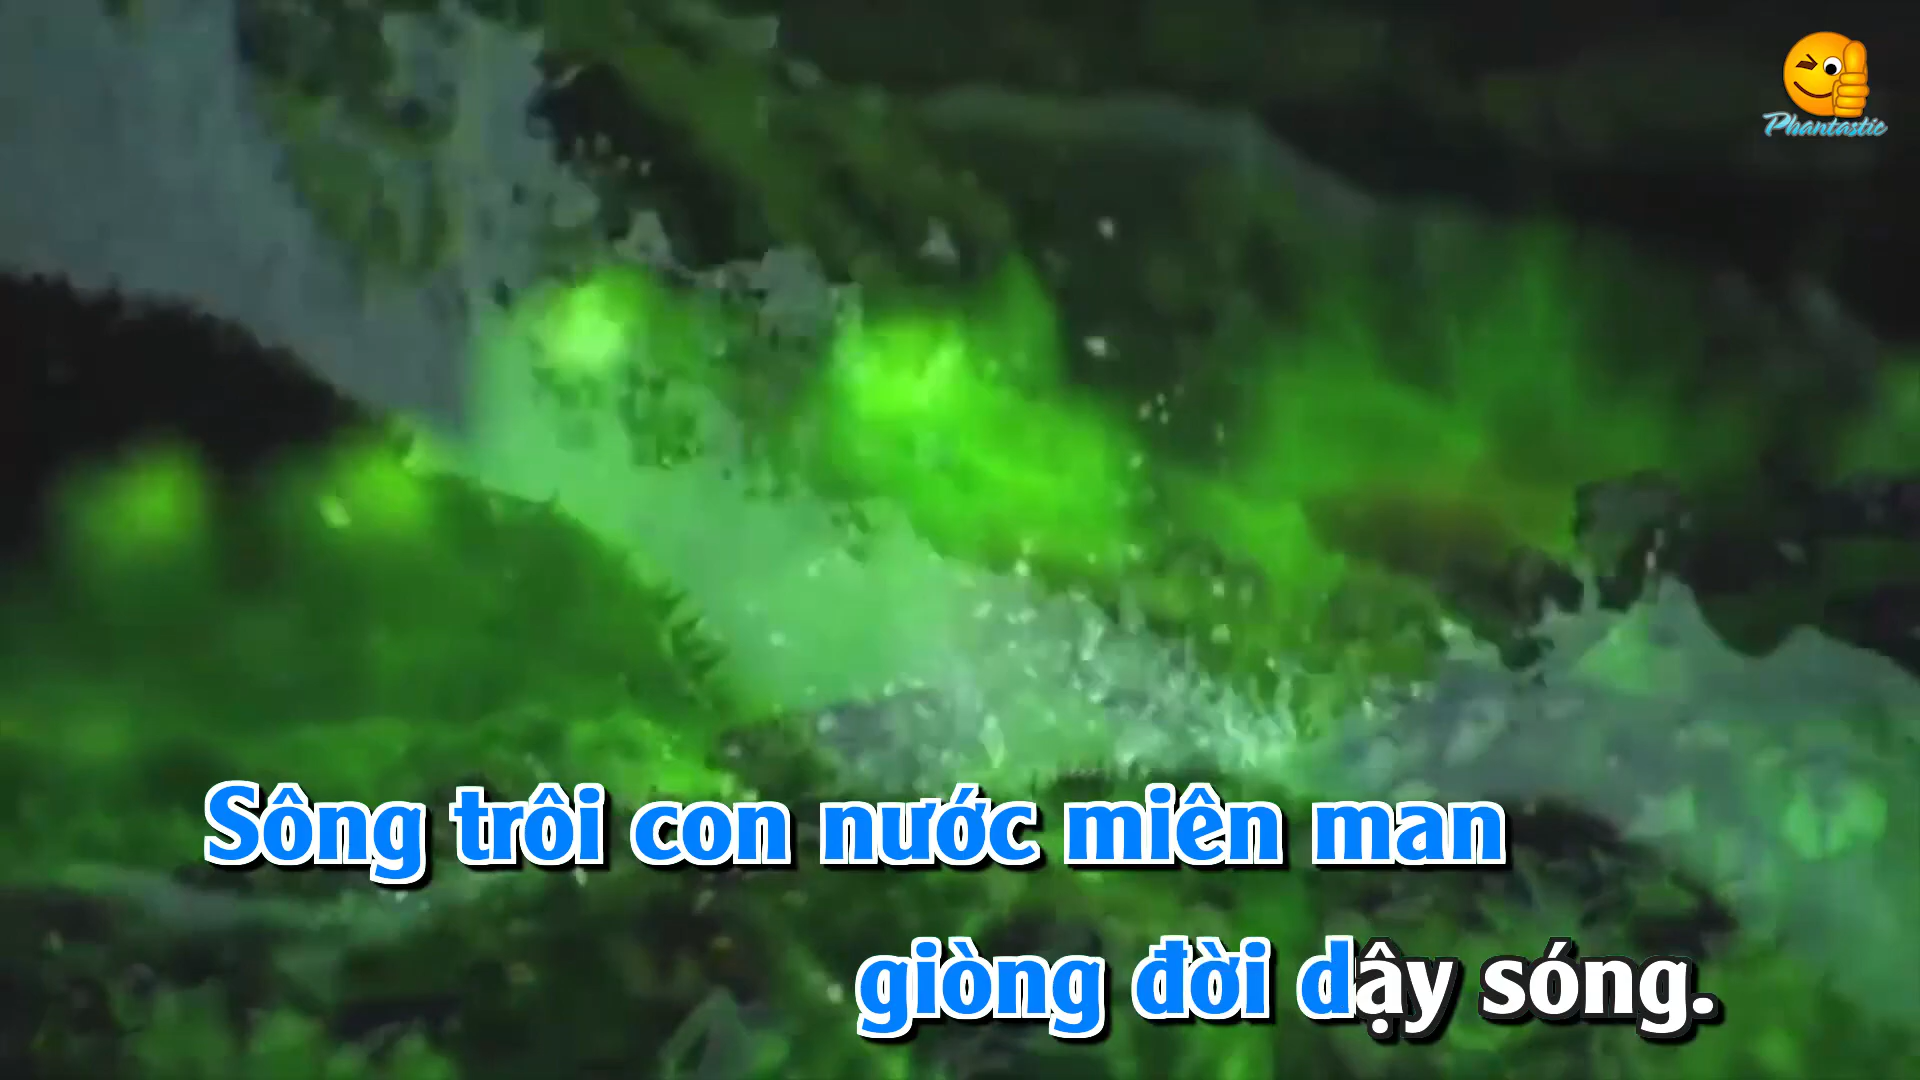 Phantastic
Sông trôi con nước miên man
giòng đời dậy sóng.